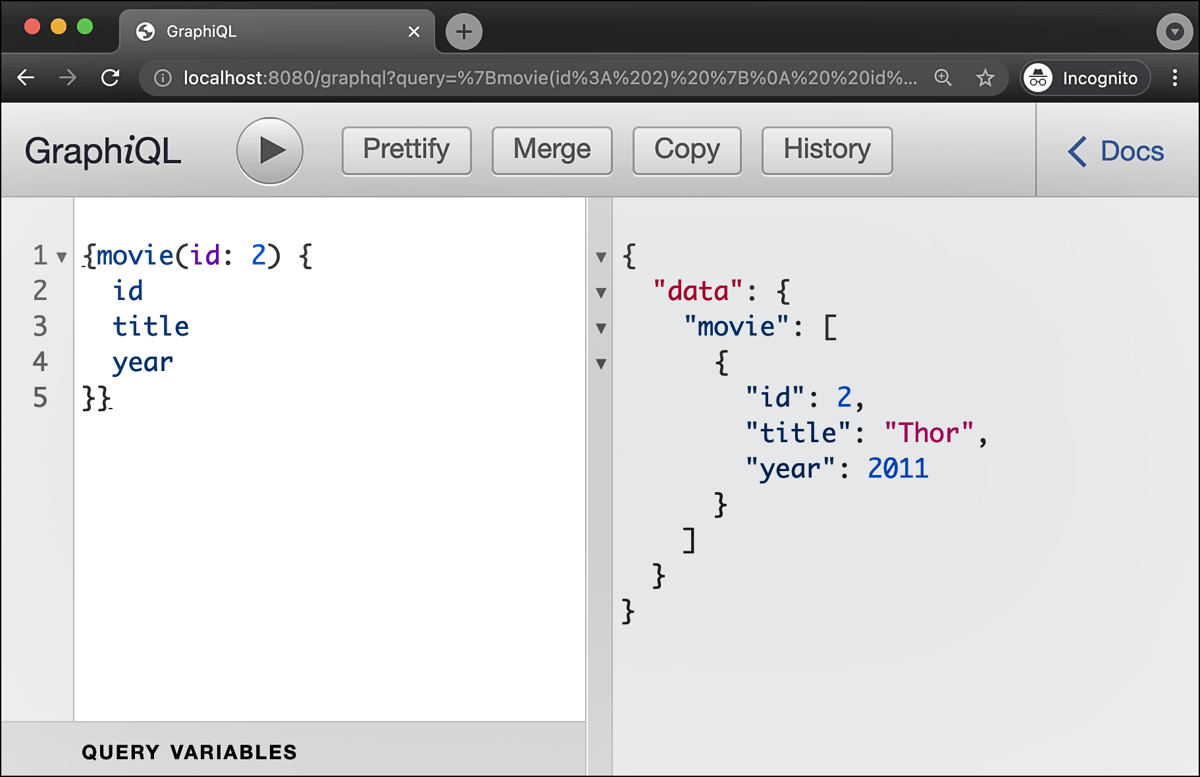 GraphiQL
localhost:8080/graphql?query=%7Bmovie(id%3A%202)%20%7B%0A%20%20id%...
Incognito
GraphiQL
Prettify
Merge
Copy
History
Docs
1 {movie(id: 2) {
2 id
3 title
4 year
5 }}
{
"data": {
"movie": [
{
"id": 2,
"title": "Thor",
"year": 2011
}
]
}
}
QUERY VARIABLES